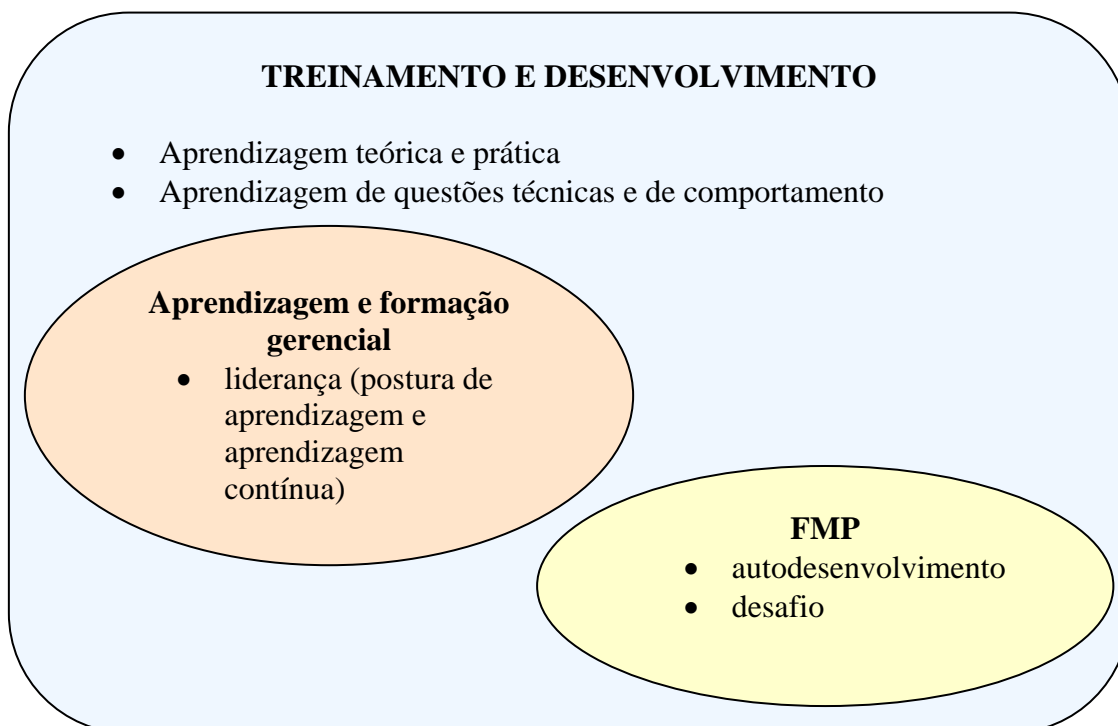 TREINAMENTO E DESENVOLVIMENTO
• Aprendizagem teórica e prática
• Aprendizagem de questões técnicas e de comportamento
Aprendizagem e formação
gerencial
• liderança (postura de
aprendizagem e
aprendizagem
contínua)
FMP
• autodesenvolvimento
• desafio